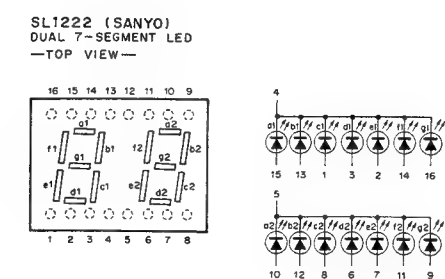 SL1222 (SANYO)
DUAL 7-SEGMENT LED
—TOP VIEW—
16 15 14 13 12 11 10 9
a1 a2
f1 b1 f2 b2
g1 g2
e1 c1 e2 c2
d1 d2
1 2 3 4 5 6 7 8
4
a1 b1 c1 d1 e1 f1 g1
15 13 1 3 2 14 16
5
a2 b2 c2 d2 e2 f2 g2
10 12 8 6 7 11 9